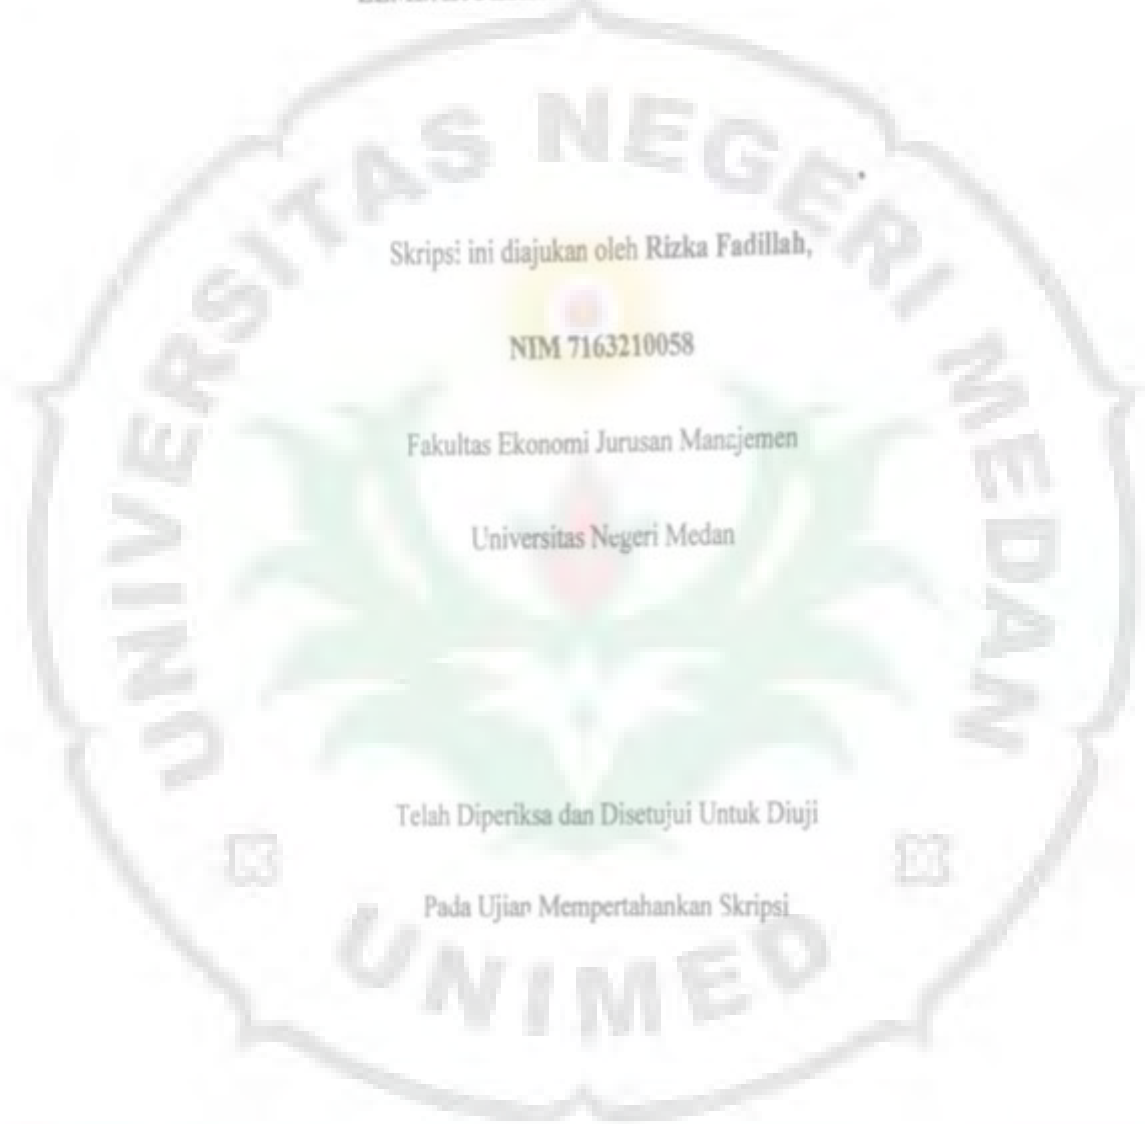 Skripsi ini diajukan oleh Rizka Fadillah,
NIM 7163210058
Fakultas Ekonomi Jurusan Manajemen
Universitas Negeri Medan
Telah Diperiksa dan Disetujui Untuk Diuji
Pada Ujian Mempertahankan Skripsi
UNIVERSITAS NEGERI MEDAN
UNIMED